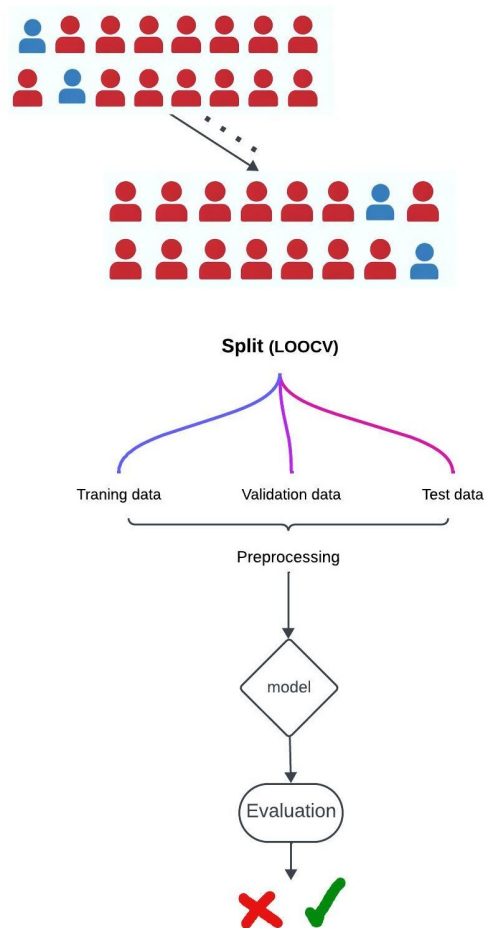 Split (LOOCV)
Traning data Validation data Test data
Preprocessing
model
Evaluation